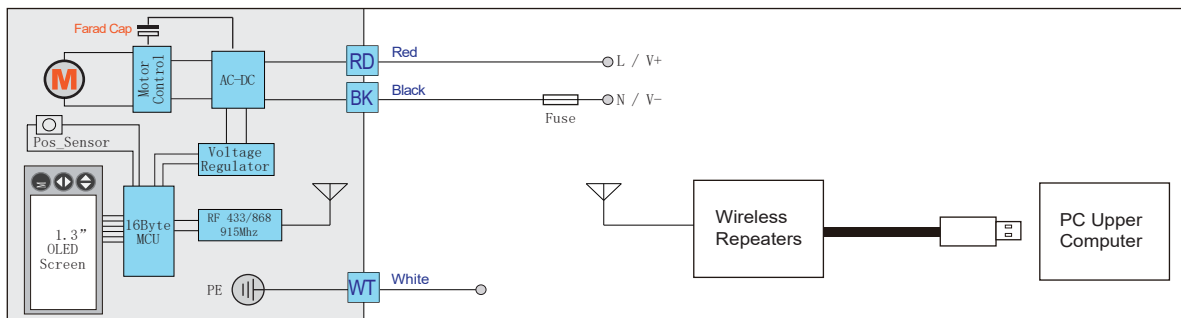 Farad Cap
M
Motor
Control
AC-DC
RD
Red
L / V+
BK
Black
N / V-
Fuse
Pos_Sensor
Voltage
Regulator
M
1.3”
OLED
Screen
16Byte
MCU
RF 433/868
915Mhz
PE
WT
White
Wireless
Repeaters
PC Upper
Computer